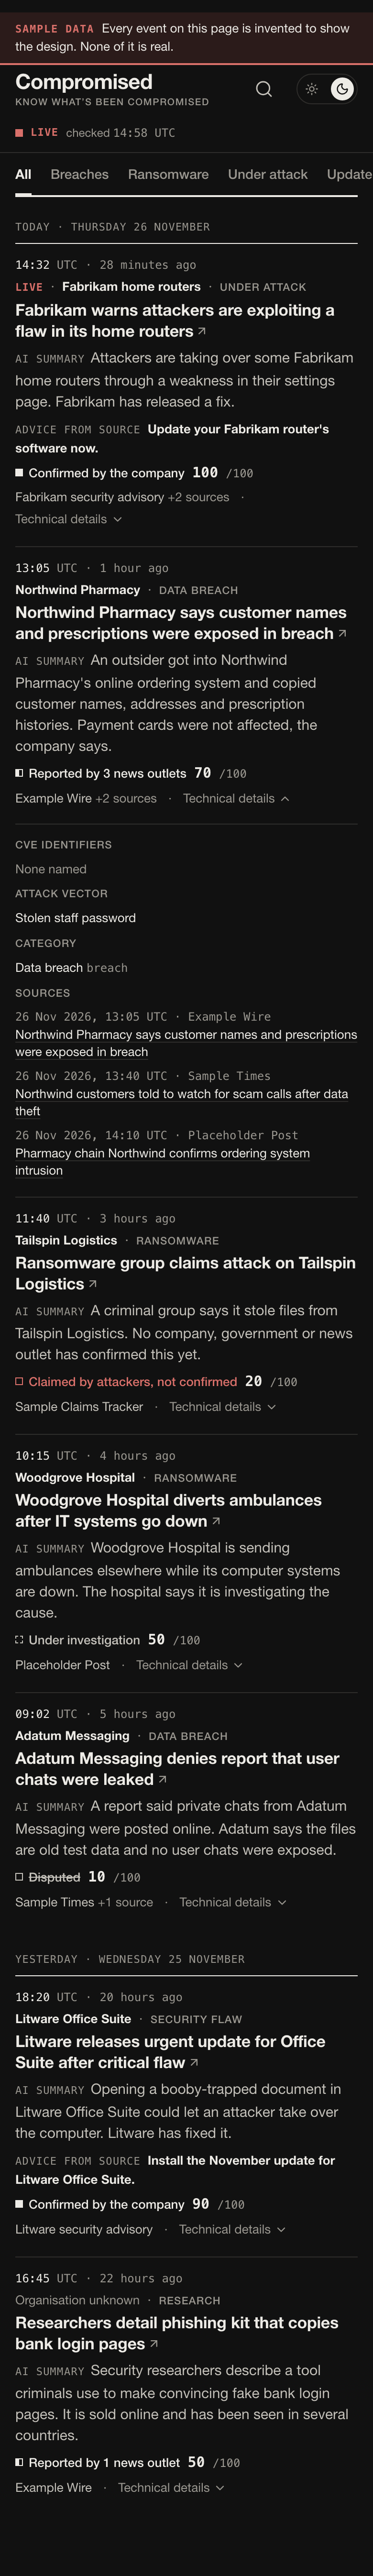 SAMPLE DATA Every event on this page is invented to show
the design. None of it is real.
Compromised
KNOW WHAT'S BEEN COMPROMISED
LIVE checked 14:58 UTC
All Breaches Ransomware Under attack Update
TODAY · THURSDAY 26 NOVEMBER
14:32 UTC · 28 minutes ago
LIVE · Fabrikam home routers · UNDER ATTACK
Fabrikam warns attackers are exploiting a
flaw in its home routers ↗
AI SUMMARY Attackers are taking over some Fabrikam
home routers through a weakness in their settings
page. Fabrikam has released a fix.
ADVICE FROM SOURCE Update your Fabrikam router's
software now.
Confirmed by the company 100 /100
Fabrikam security advisory +2 sources ·
Technical details
13:05 UTC · 1 hour ago
Northwind Pharmacy · DATA BREACH
Northwind Pharmacy says customer names
and prescriptions were exposed in breach ↗
AI SUMMARY An outsider got into Northwind
Pharmacy's online ordering system and copied
customer names, addresses and prescription
histories. Payment cards were not affected, the
company says.
Reported by 3 news outlets 70 /100
Example Wire +2 sources · Technical details
CVE IDENTIFIERS
None named
ATTACK VECTOR
Stolen staff password
CATEGORY
Data breach breach
SOURCES
26 Nov 2026, 13:05 UTC · Example Wire
Northwind Pharmacy says customer names and prescriptions
were exposed in breach
26 Nov 2026, 13:40 UTC · Sample Times
Northwind customers told to watch for scam calls after data
theft
26 Nov 2026, 14:10 UTC · Placeholder Post
Pharmacy chain Northwind confirms ordering system
intrusion
11:40 UTC · 3 hours ago
Tailspin Logistics · RANSOMWARE
Ransomware group claims attack on Tailspin
Logistics ↗
AI SUMMARY A criminal group says it stole files from
Tailspin Logistics. No company, government or news
outlet has confirmed this yet.
Claimed by attackers, not confirmed 20 /100
Sample Claims Tracker · Technical details
10:15 UTC · 4 hours ago
Woodgrove Hospital · RANSOMWARE
Woodgrove Hospital diverts ambulances
after IT systems go down ↗
AI SUMMARY Woodgrove Hospital is sending
ambulances elsewhere while its computer systems
are down. The hospital says it is investigating the
cause.
Under investigation 50 /100
Placeholder Post · Technical details
09:02 UTC · 5 hours ago
Adatum Messaging · DATA BREACH
Adatum Messaging denies report that user
chats were leaked ↗
AI SUMMARY A report said private chats from Adatum
Messaging were posted online. Adatum says the files
are old test data and no user chats were exposed.
Disputed 10 /100
Sample Times +1 source · Technical details
YESTERDAY · WEDNESDAY 25 NOVEMBER
18:20 UTC · 20 hours ago
Litware Office Suite · SECURITY FLAW
Litware releases urgent update for Office
Suite after critical flaw ↗
AI SUMMARY Opening a booby-trapped document in
Litware Office Suite could let an attacker take over
the computer. Litware has fixed it.
ADVICE FROM SOURCE Install the November update for
Litware Office Suite.
Confirmed by the company 90 /100
Litware security advisory · Technical details
16:45 UTC · 22 hours ago
Organisation unknown · RESEARCH
Researchers detail phishing kit that copies
bank login pages ↗
AI SUMMARY Security researchers describe a tool
criminals use to make convincing fake bank login
pages. It is sold online and has been seen in several
countries.
Reported by 1 news outlet 50 /100
Example Wire · Technical details